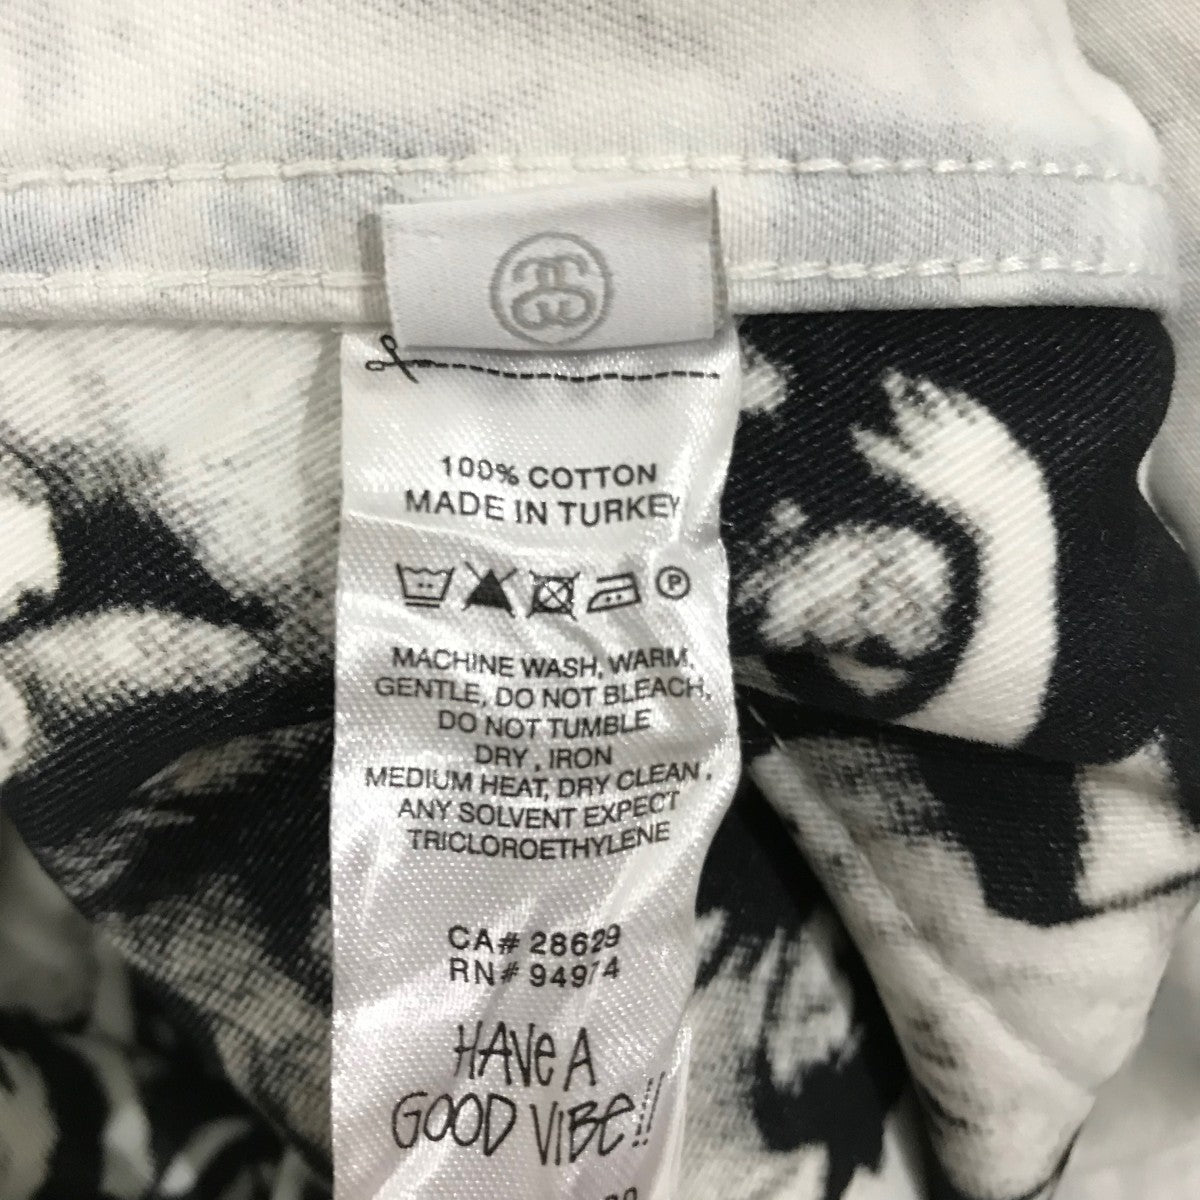 100% COTTON
MADE IN TURKEY
P
MACHINE WASH, WARM,
GENTLE, DO NOT BLEACH,
DO NOT TUMBLE
DRY , IRON
MEDIUM HEAT, DRY CLEAN ,
ANY SOLVENT EXPECT
TRICLOROETHYLENE
CA# 28629
RN# 94974
HAVE A
GOOD VIBE!!